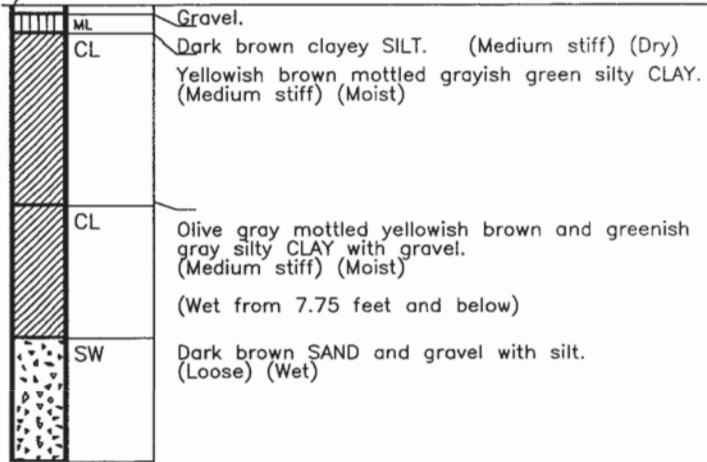 Gravel.
ML
Dark brown clayey SILT. (Medium stiff) (Dry)
CL
Yellowish brown mottled grayish green silty CLAY.
(Medium stiff) (Moist)
CL
Olive gray mottled yellowish brown and greenish
gray silty CLAY with gravel.
(Medium stiff) (Moist)
(Wet from 7.75 feet and below)
SW
Dark brown SAND and gravel with silt.
(Loose) (Wet)